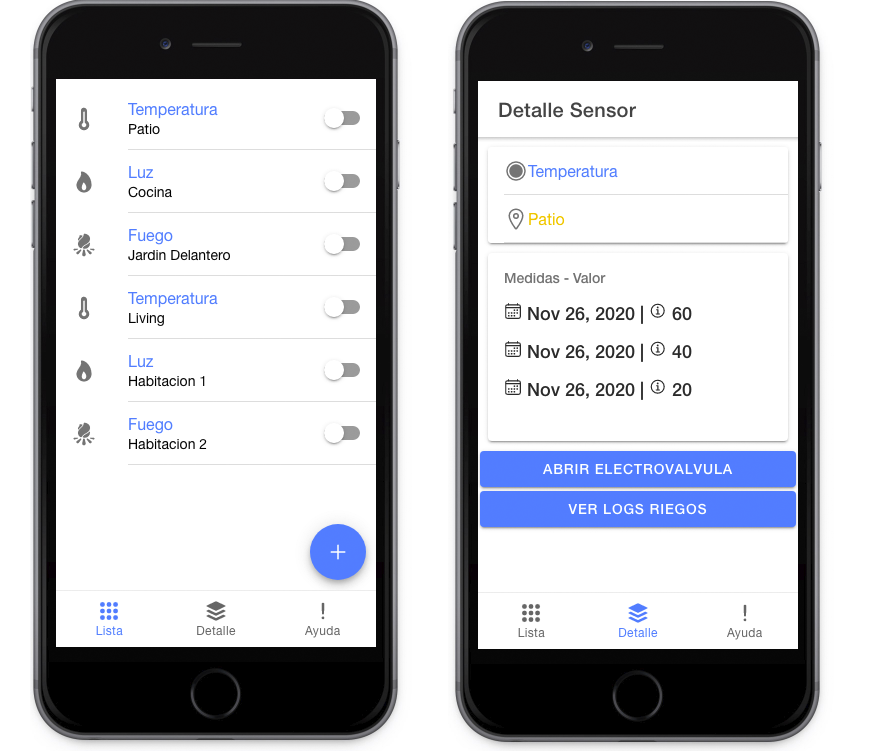 Temperatura
Patio
Luz
Cocina
Fuego
Jardin Delantero
Temperatura
Living
Luz
Habitacion 1
Fuego
Habitacion 2
+
Lista Detalle Ayuda
Detalle Sensor
Temperatura
Patio
Medidas - Valor
Nov 26, 2020 | 60
Nov 26, 2020 | 40
Nov 26, 2020 | 20
ABRIR ELECTROVALVULA
VER LOGS RIEGOS
Lista Detalle Ayuda